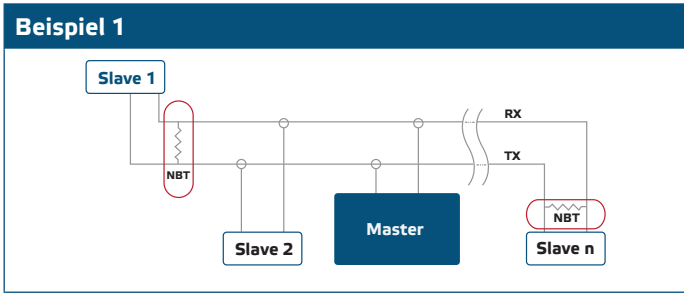 Beispiel 1
Slave 1
RX
TX
NBT
Master
NBT
Slave 2
Slave n